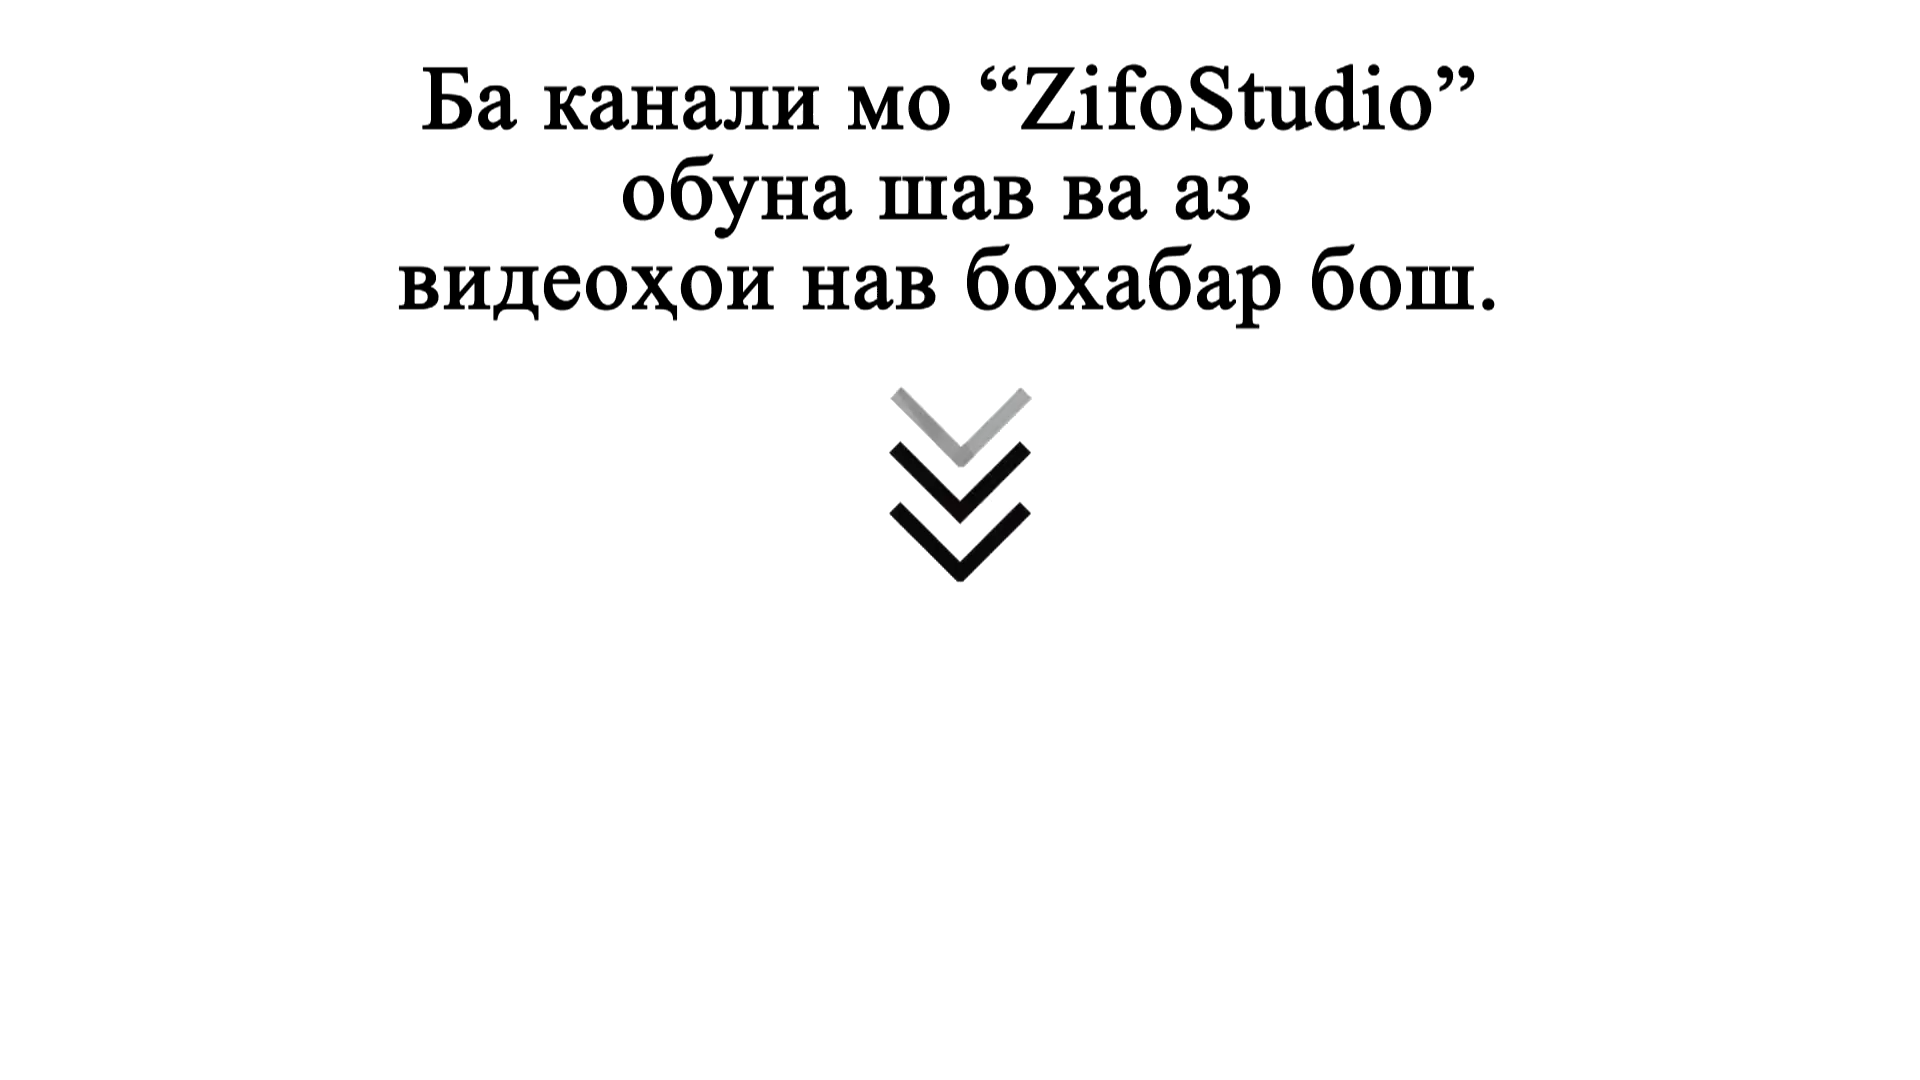 Ба канали мо “ZifoStudio”
обуна шав ва аз
видеоҳои нав бохабар бош.